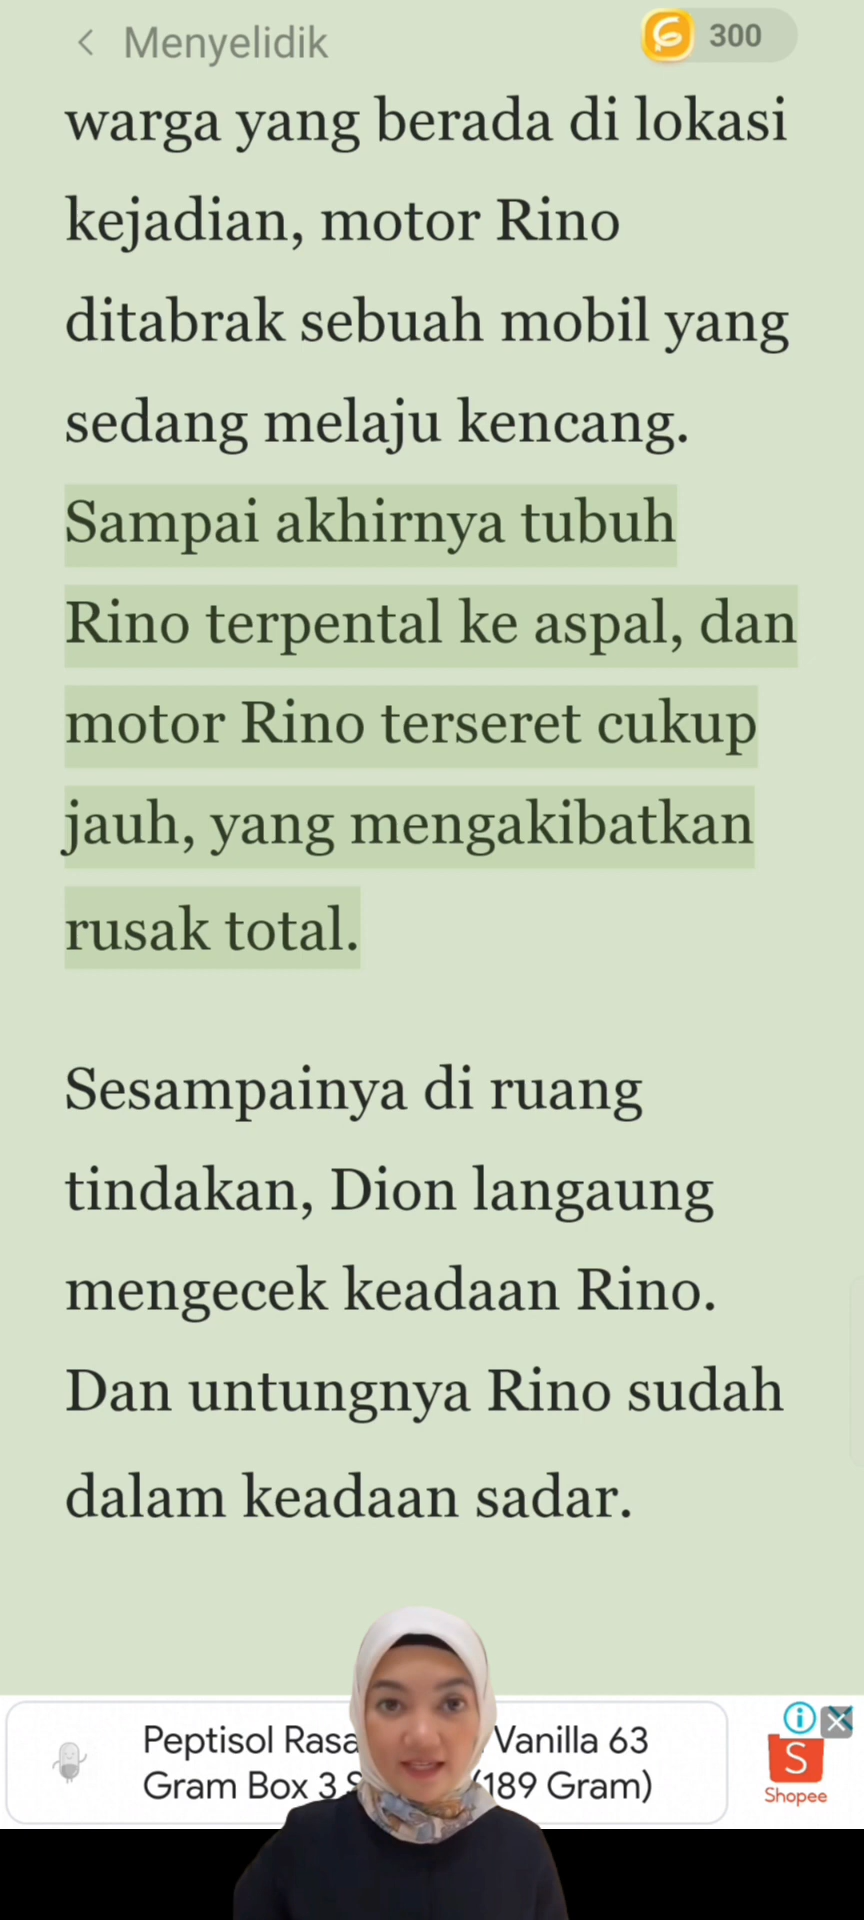 Menyelidik
300
warga yang berada di lokasi
kejadian, motor Rino
ditabrak sebuah mobil yang
sedang melaju kencang.
Sampai akhirnya tubuh
Rino terpental ke aspal, dan
motor Rino terseret cukup
jauh, yang mengakibatkan
rusak total.
Sesampainya di ruang
tindakan, Dion langaung
mengecek keadaan Rino.
Dan untungnya Rino sudah
dalam keadaan sadar.
Peptisol Rasa Vanilla 63
Gram Box 3 (189 Gram)
Shopee